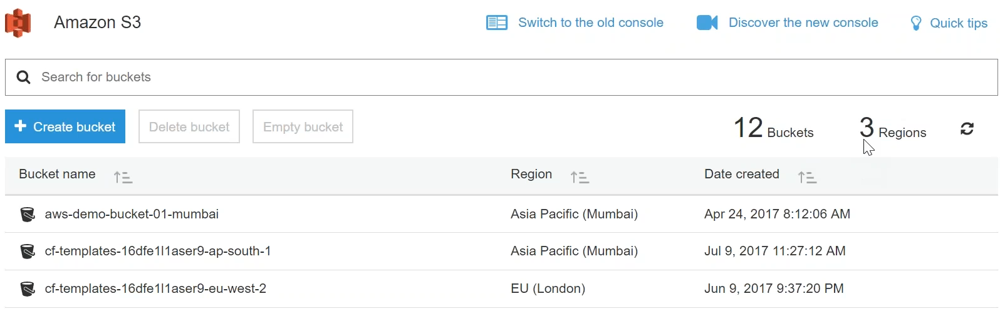 Amazon S3
Switch to the old console
Discover the new console
Quick tips
Search for buckets
Create bucket
Delete bucket
Empty bucket
12 Buckets
3 Regions
Bucket name Region Date created
aws-demo-bucket-01-mumbai Asia Pacific (Mumbai) Apr 24, 2017 8:12:06 AM
cf-templates-16dfe1l1aser9-ap-south-1 Asia Pacific (Mumbai) Jul 9, 2017 11:27:12 AM
cf-templates-16dfe1l1aser9-eu-west-2 EU (London) Jun 9, 2017 9:37:20 PM